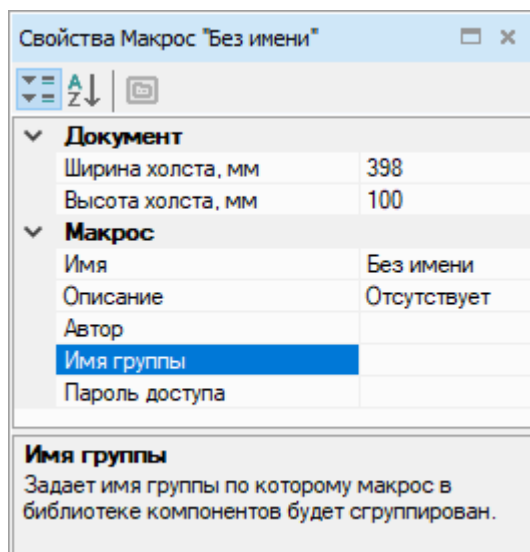 Свойства Макрос "Без имени"
Документ
Ширина холста, мм 398
Высота холста, мм 100
Макрос
Имя Без имени
Описание Отсутствует
Автор
Имя группы
Пароль доступа
Имя группы
Задает имя группы по которому макрос в
библиотеке компонентов будет сгруппирован.